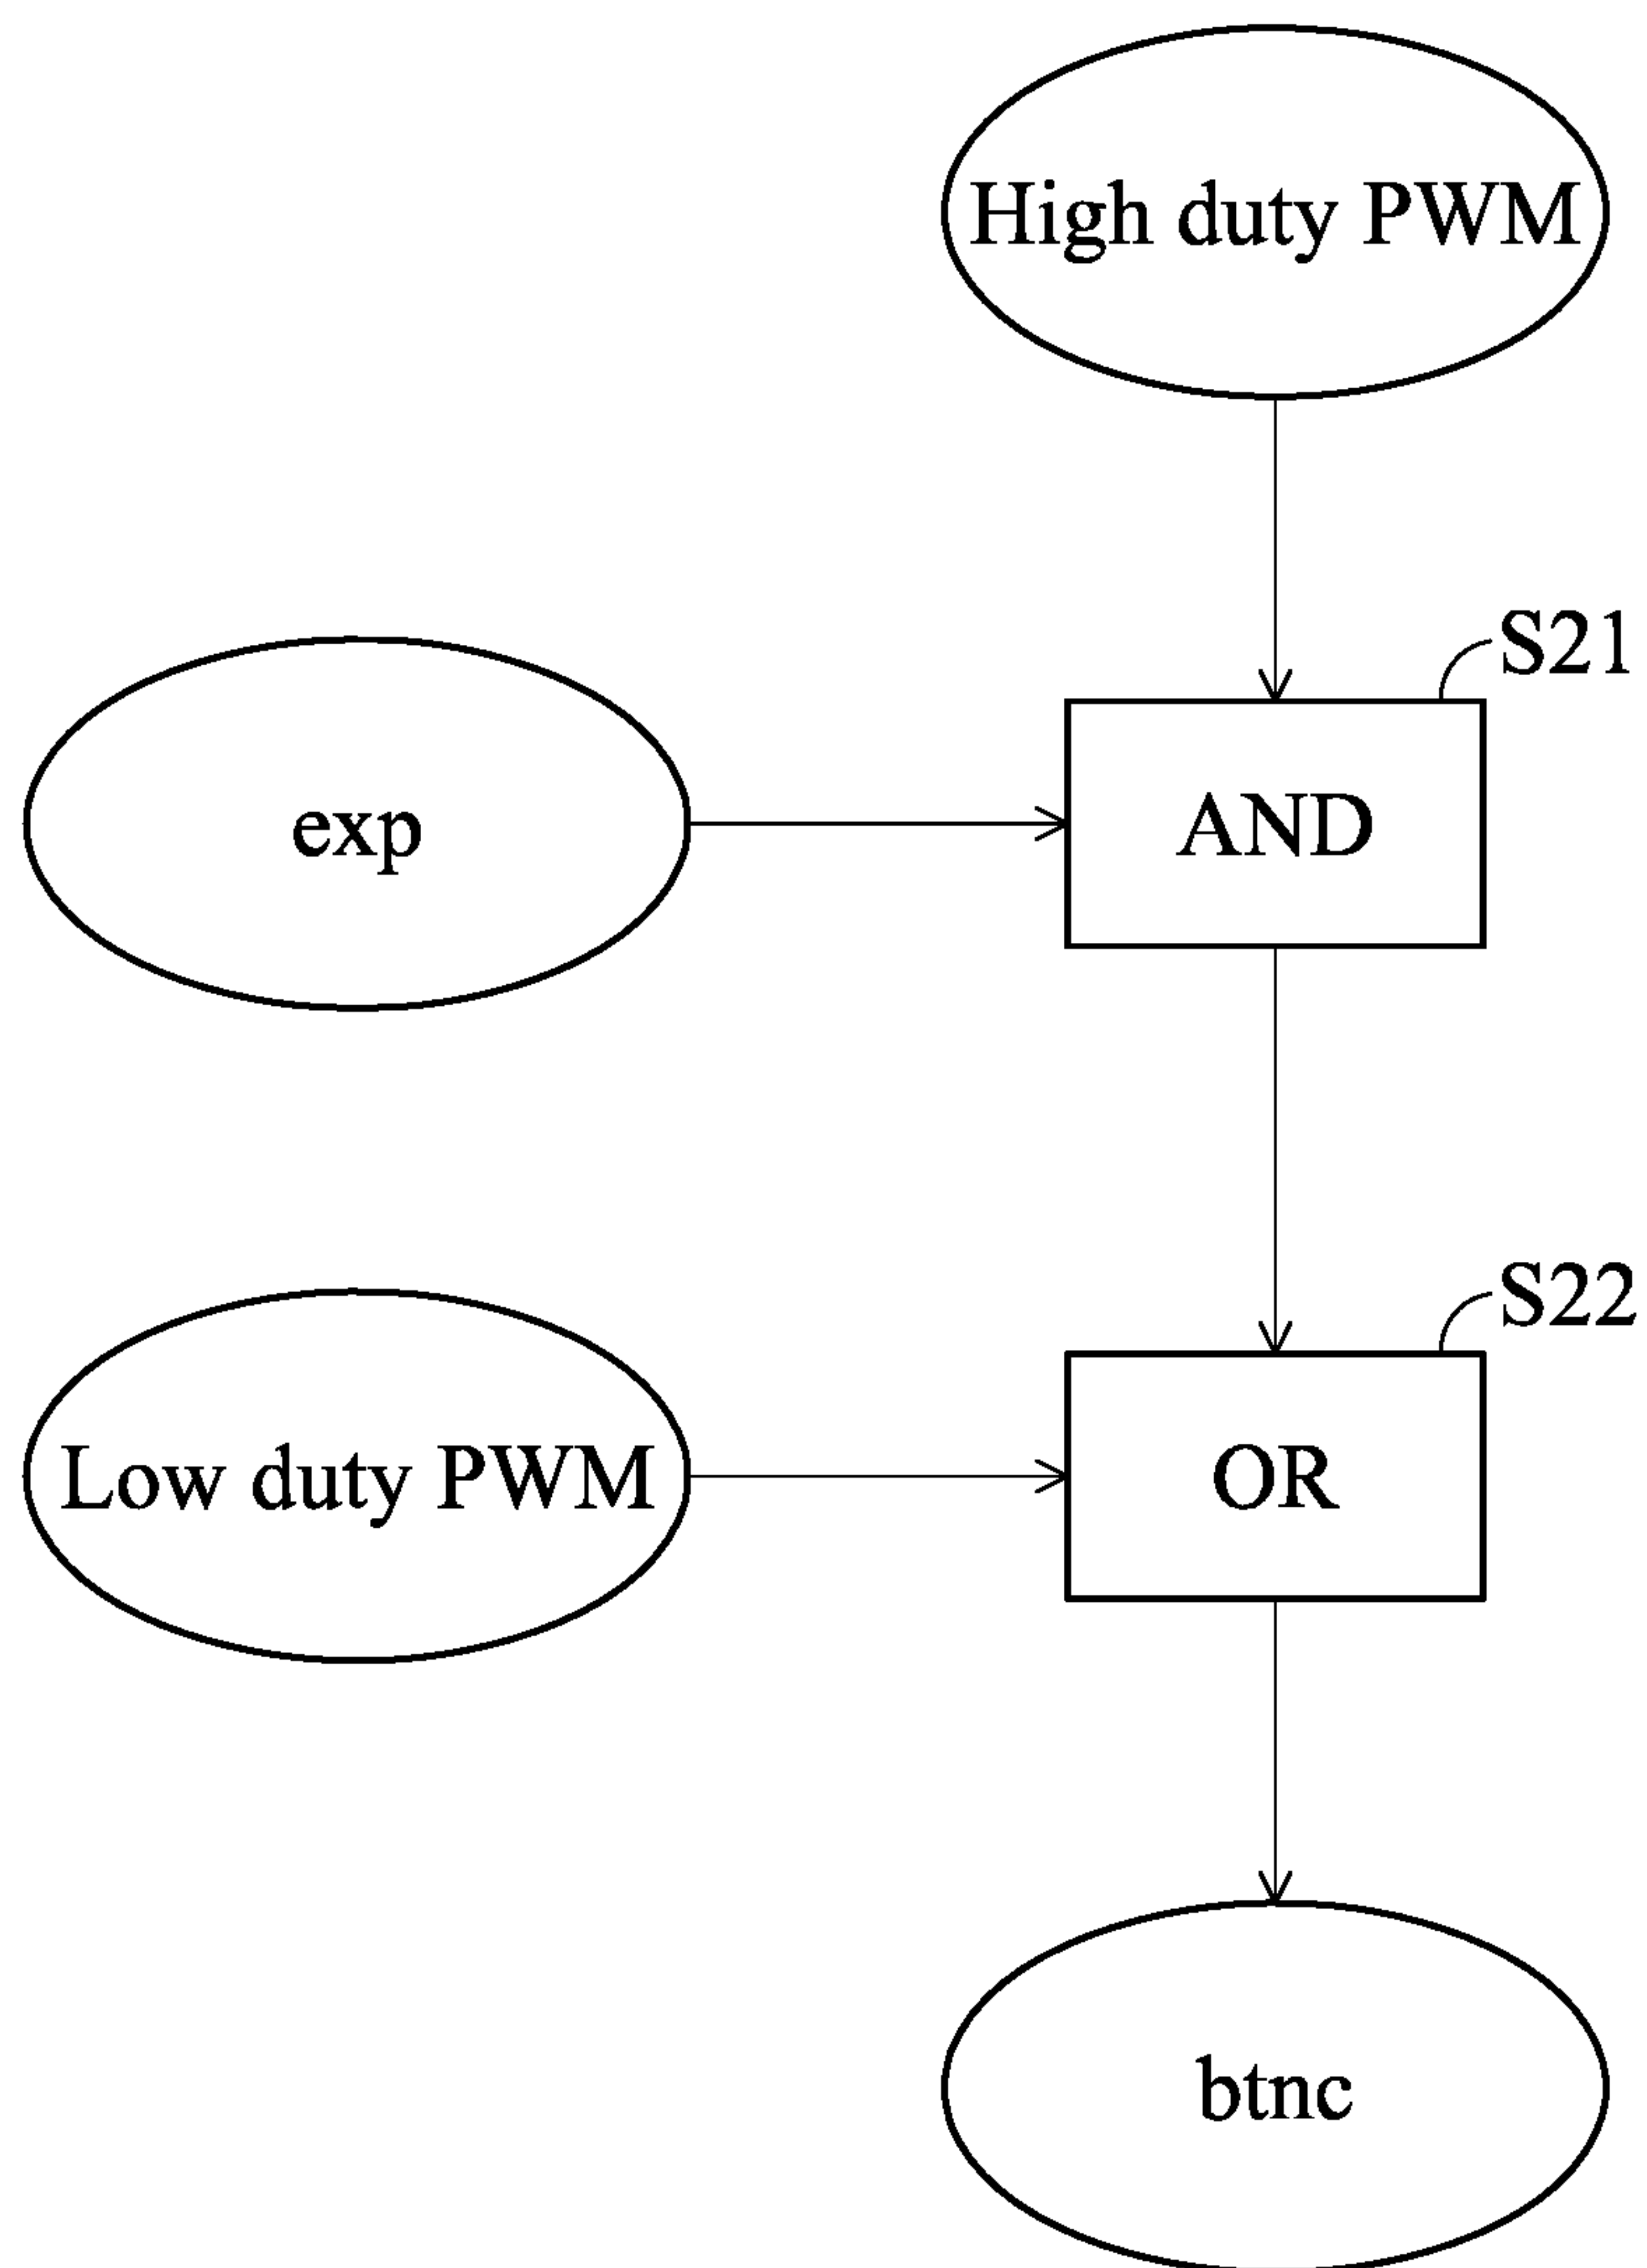 High duty PWM
S21
exp
AND
S22
Low duty PWM
OR
btnc